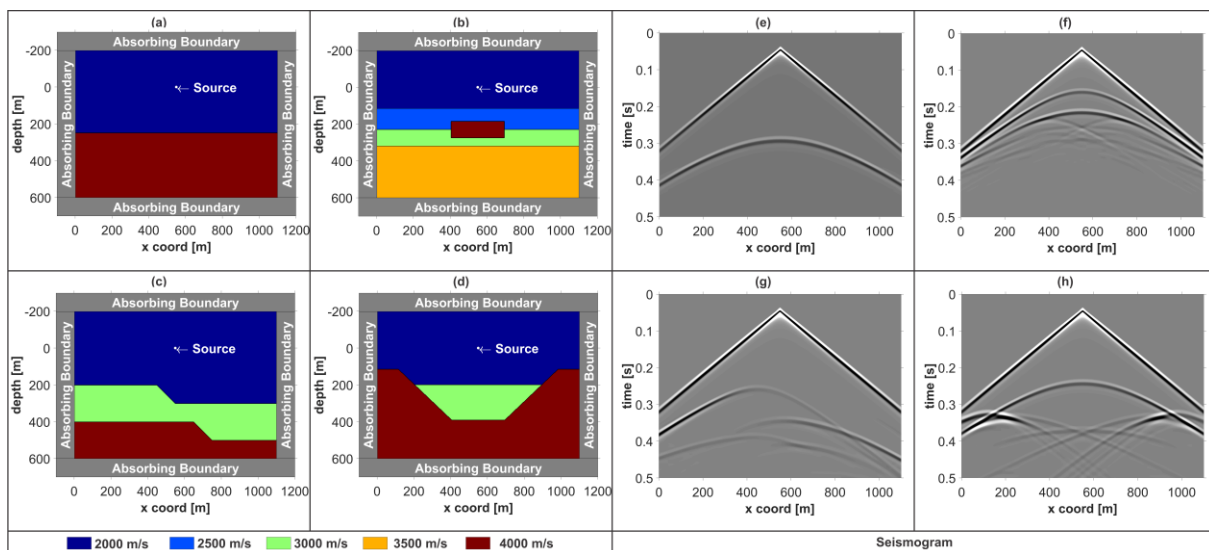 (a)
Absorbing Boundary
-200
0
200
400
600
depth [m]
Absorbing Boundary
← Source
Absorbing Boundary
Absorbing Boundary
0 200 400 600 800 1000 1200
x coord [m]
(b)
Absorbing Boundary
-200
0
200
400
600
depth [m]
Absorbing Boundary
← Source
Absorbing Boundary
Absorbing Boundary
0 200 400 600 800 1000 1200
x coord [m]
(e)
0
0.1
0.2
0.3
0.4
0.5
time [s]
0 200 400 600 800 1000
x coord [m]
(f)
0
0.1
0.2
0.3
0.4
0.5
time [s]
0 200 400 600 800 1000
x coord [m]
(c)
Absorbing Boundary
-200
0
200
400
600
depth [m]
Absorbing Boundary
← Source
Absorbing Boundary
Absorbing Boundary
0 200 400 600 800 1000 1200
x coord [m]
(d)
Absorbing Boundary
-200
0
200
400
600
depth [m]
Absorbing Boundary
← Source
Absorbing Boundary
Absorbing Boundary
0 200 400 600 800 1000 1200
x coord [m]
(g)
0
0.1
0.2
0.3
0.4
0.5
time [s]
0 200 400 600 800 1000
x coord [m]
(h)
0
0.1
0.2
0.3
0.4
0.5
time [s]
0 200 400 600 800 1000
x coord [m]
2000 m/s 2500 m/s 3000 m/s 3500 m/s 4000 m/s
Seismogram